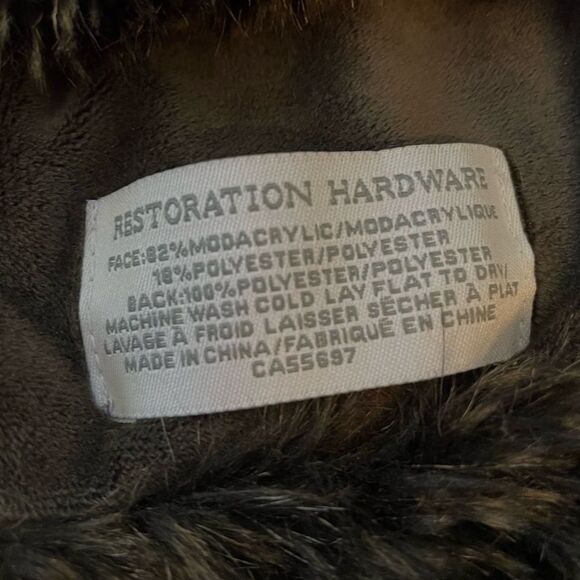 RESTORATION HARDWARE
FACE:82%MODACRYLIC/MODACRYLIQUE
18%POLYESTER/POLYESTER
BACK:100%POLYESTER/POLYESTER
MACHINE WASH COLD LAY FLAT TO DRY/
LAVAGE À FROID LAISSER SÈCHER À PLAT
MADE IN CHINA/FABRIQUÉ EN CHINE
CA55697